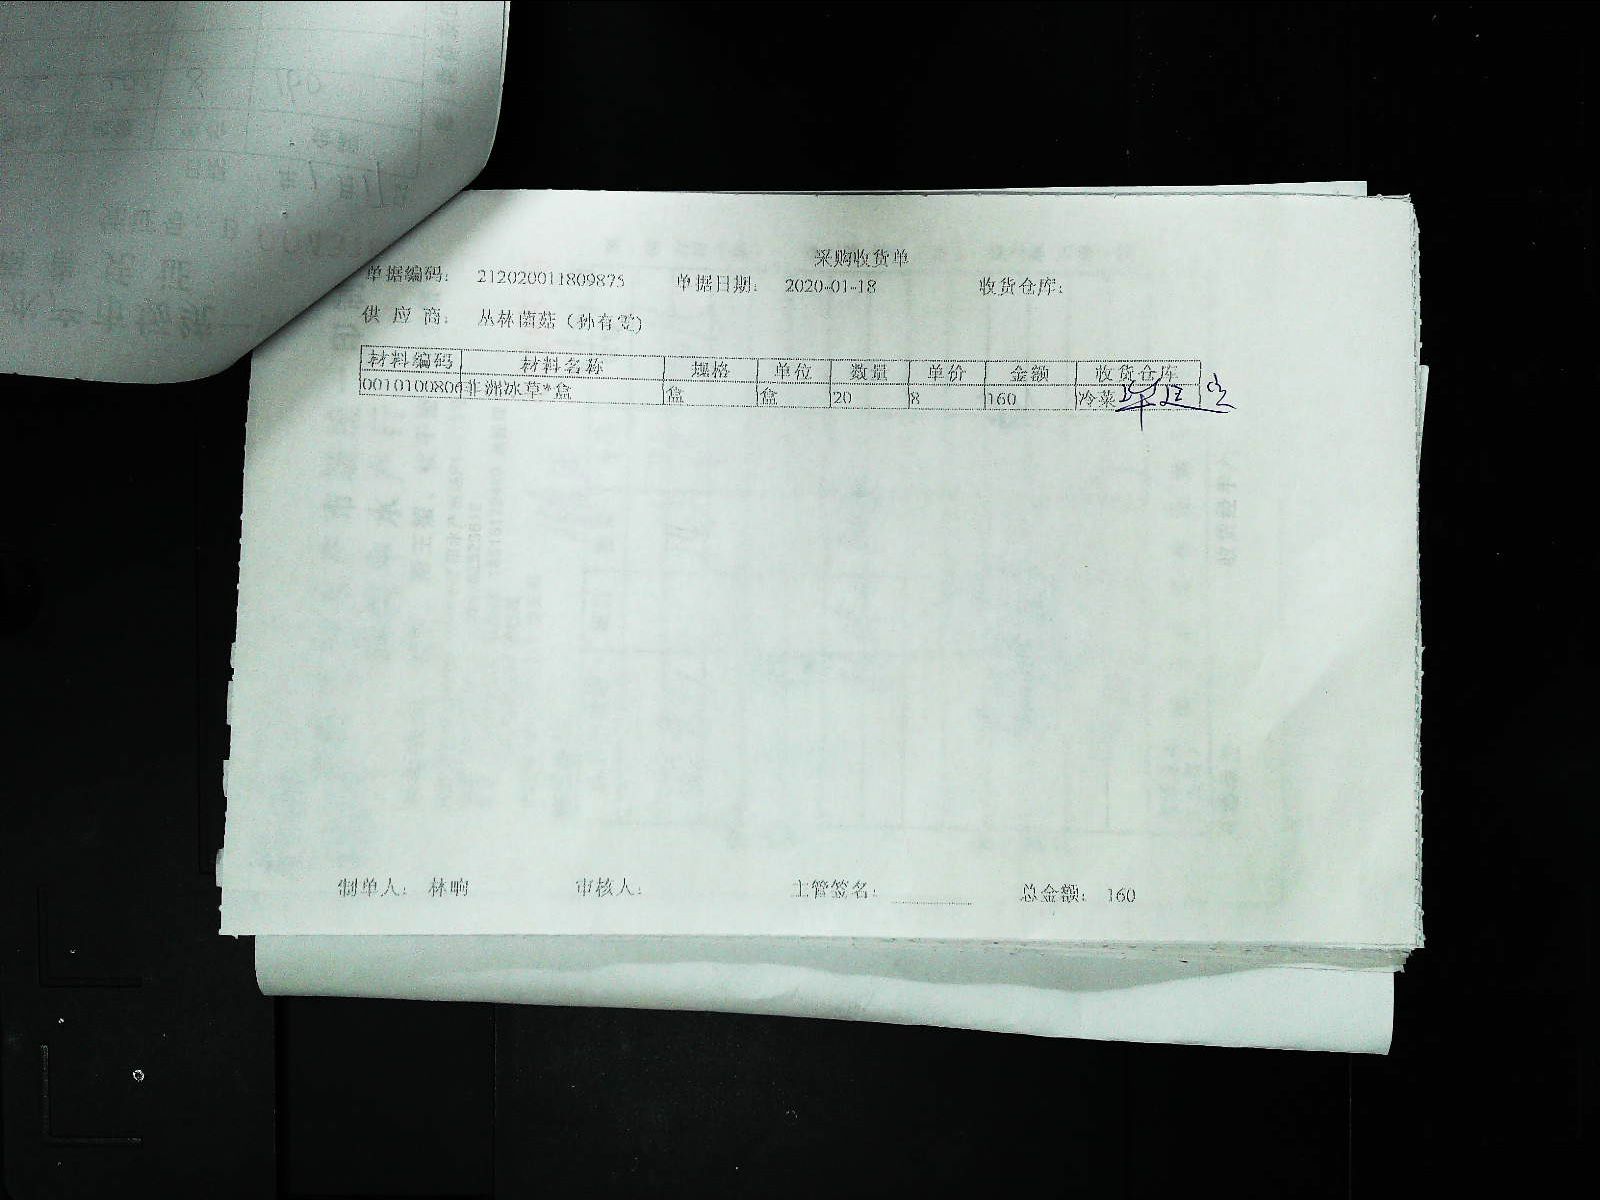 采购收货单
单据编码： 212020011809875 单据日期： 2020-01-18 收货仓库：
供 应 商： 丛林菌菇（孙有雯）
材料编码 材料名称 规格 单位 数量 单价 金额 收货仓库
0010100806 非洲冰草*盒 盒 盒 20 8 160 冷菜
制单人： 林响 审核人： 主管签名： 总金额： 160